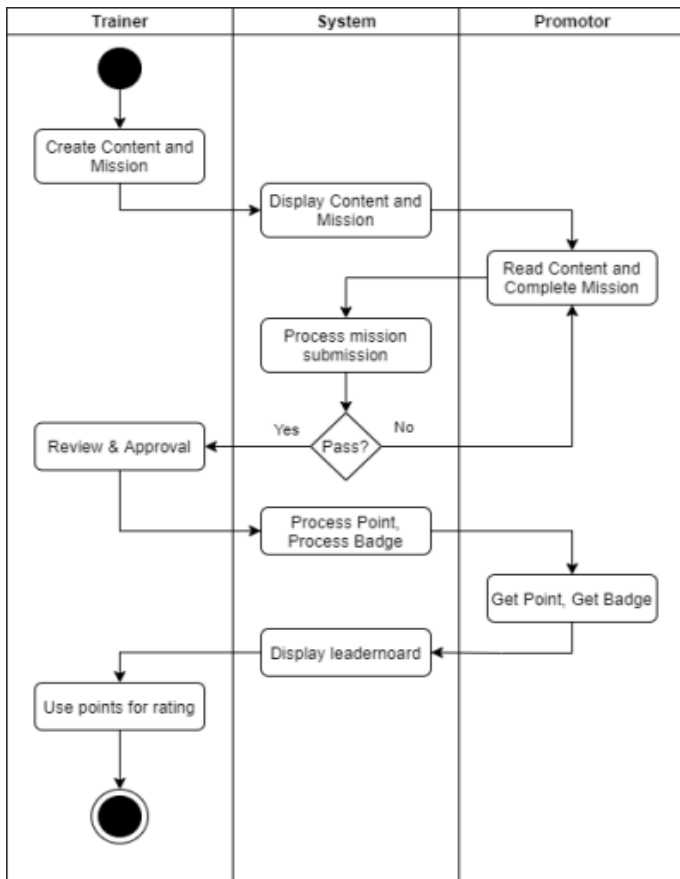 Trainer
System
Promotor
Create Content and
Mission
Display Content and
Mission
Read Content and
Complete Mission
Process mission
submission
Yes
Pass?
No
Review & Approval
Process Point,
Process Badge
Get Point, Get Badge
Display leadernoard
Use points for rating